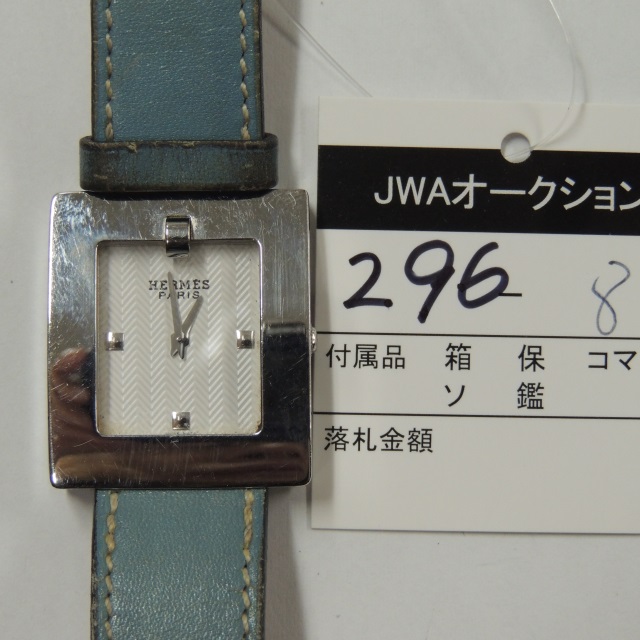 HERMES
PARIS
JWAオークション
296- 8
付属品 箱 保 コマ
ソ 鑑
落札金額